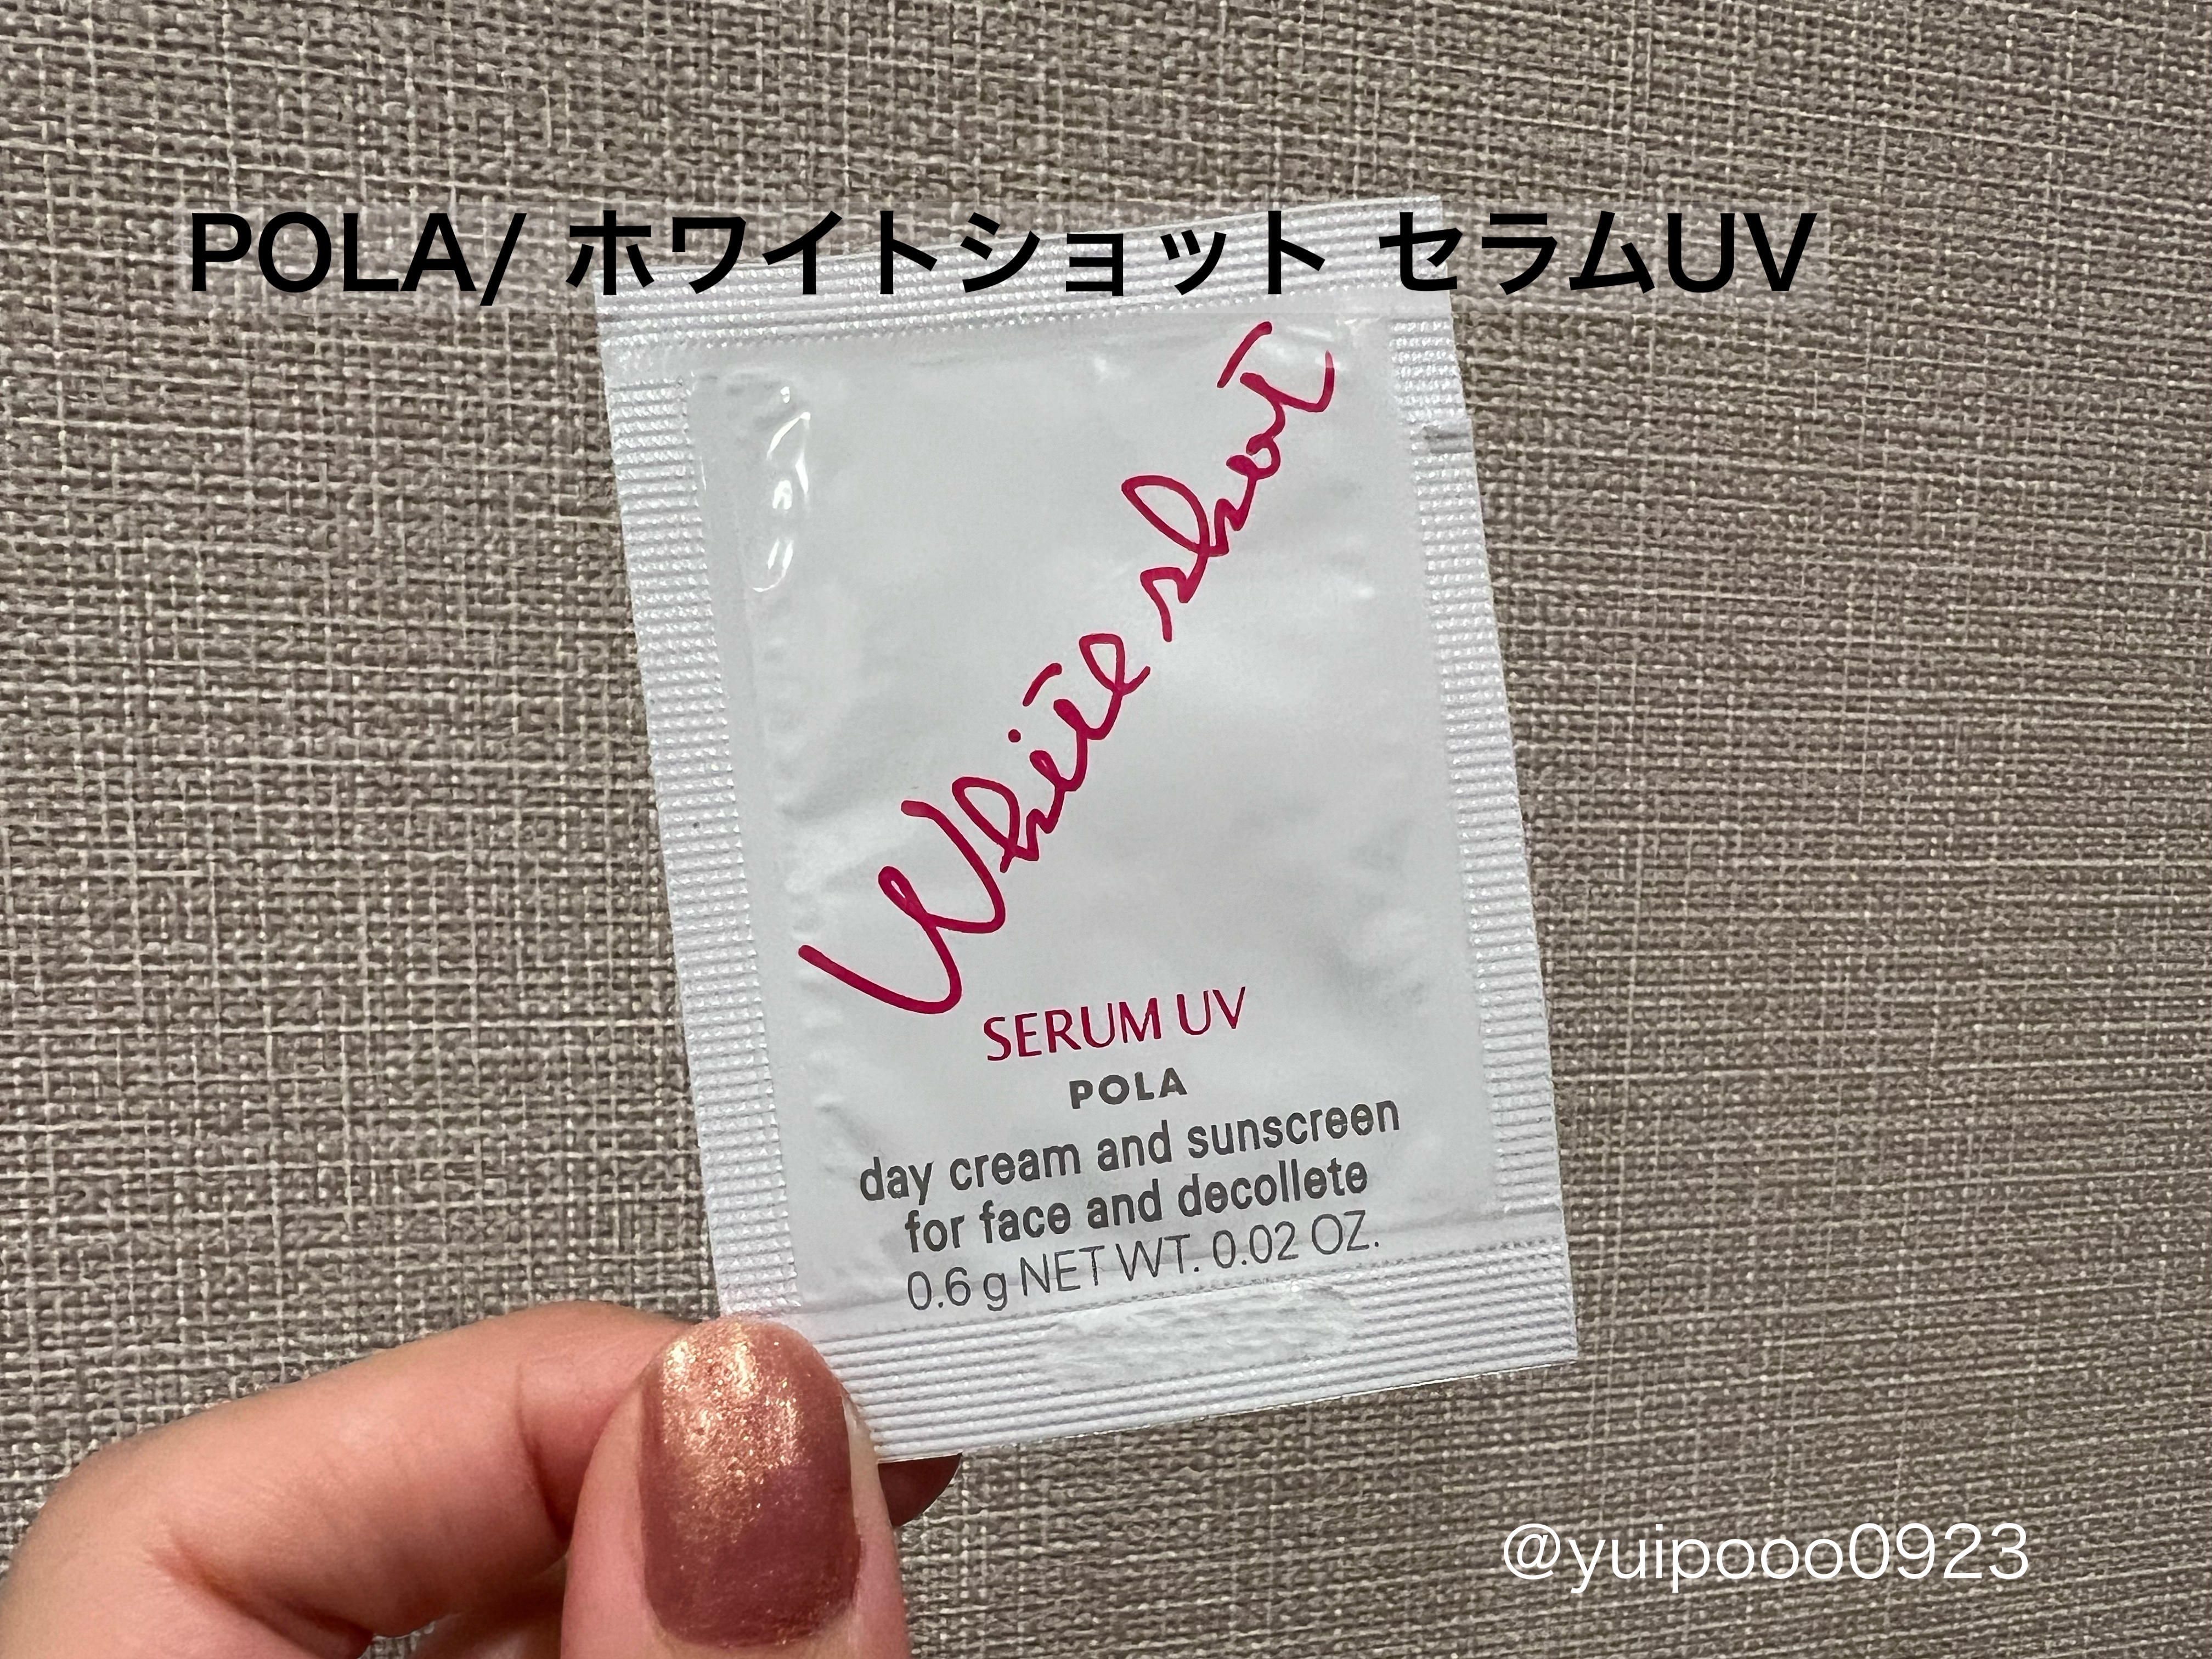 POLA/ ホワイトショット セラムUV
White shot
SERUM UV
POLA
day cream and sunscreen
for face and decollete
0.6 g NET WT. 0.02 OZ.
@yuipooo0923